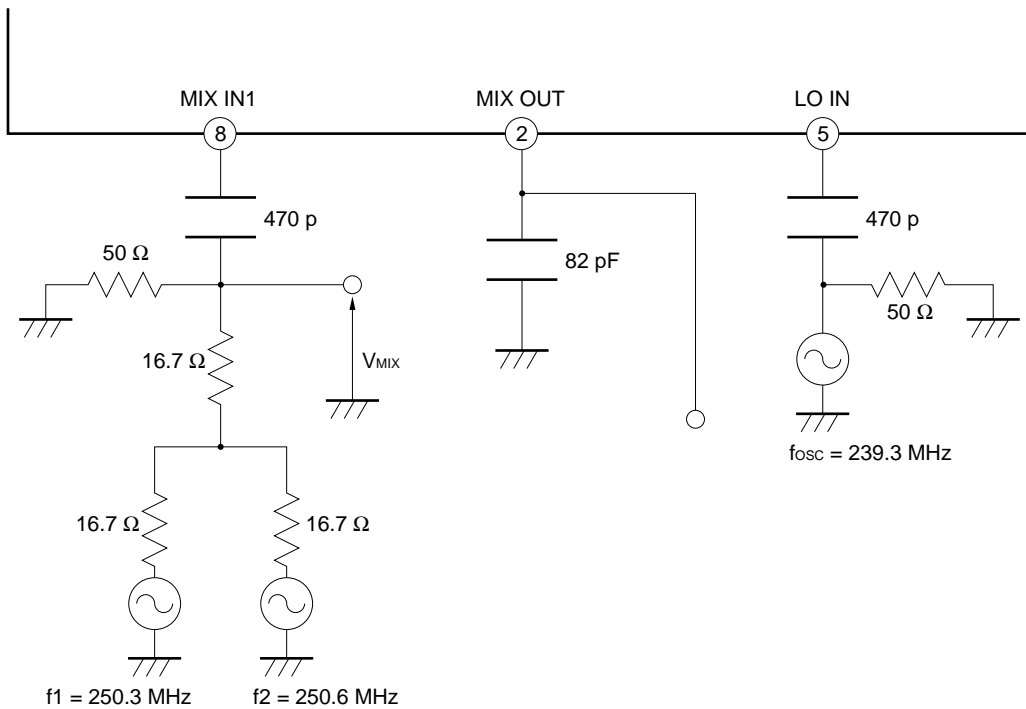 MIX IN1
MIX OUT
LO IN
8
2
5
470 p
470 p
50 Ω
82 pF
50 Ω
16.7 Ω
VMIX
fOSC = 239.3 MHz
16.7 Ω
16.7 Ω
f1 = 250.3 MHz
f2 = 250.6 MHz